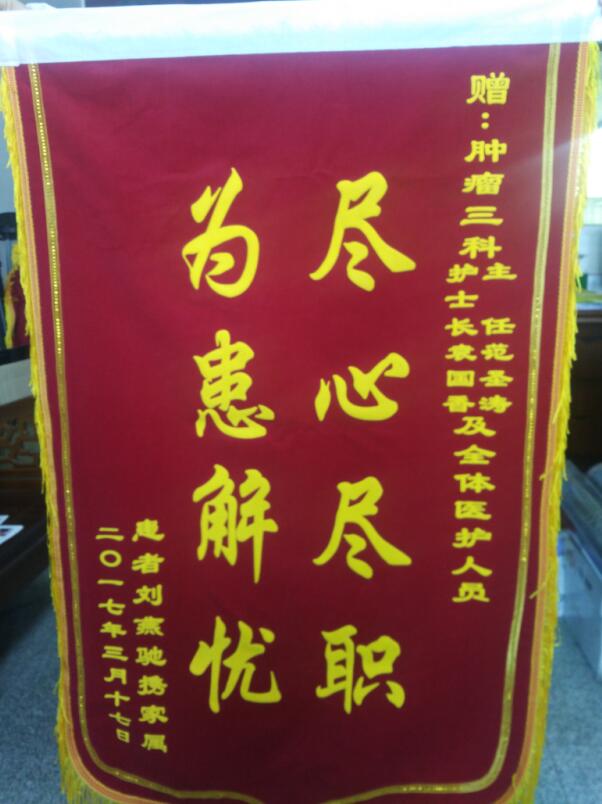 赠：肿瘤三科主任范圣涛
护士长袁国香及全体医护人员
尽心尽职
为患解忧
患者刘燕驰携家属
二〇一七年三月十七日